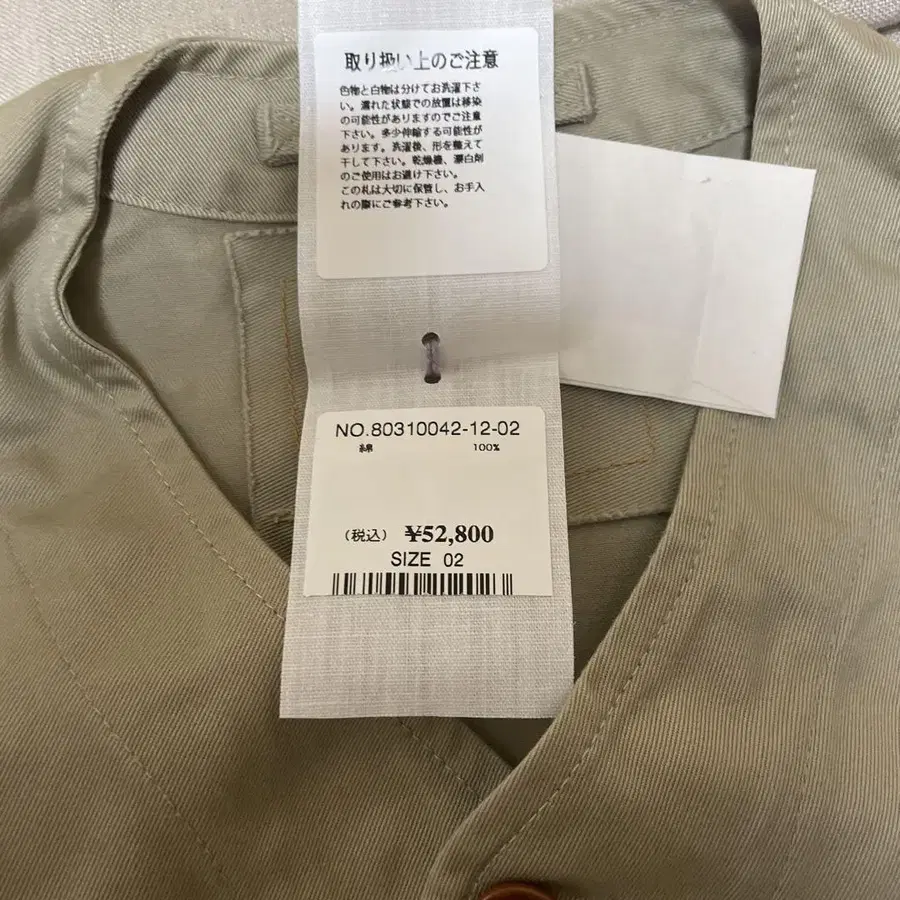 取り扱い上のご注意
色物と白物は分けてお洗濯下さ
い。濡れた状態での放置は移染
の可能性がありますのでご注意
下さい。多少伸縮する可能性が
あります。洗濯後、形を整えて
干して下さい。乾燥機、漂白剤
のご使用はお避け下さい。
この札は大切に保管し、お手入
れの際にご参考下さい。
NO.80310042-12-02
綿 100%
(税込) ¥52,800
SIZE 02